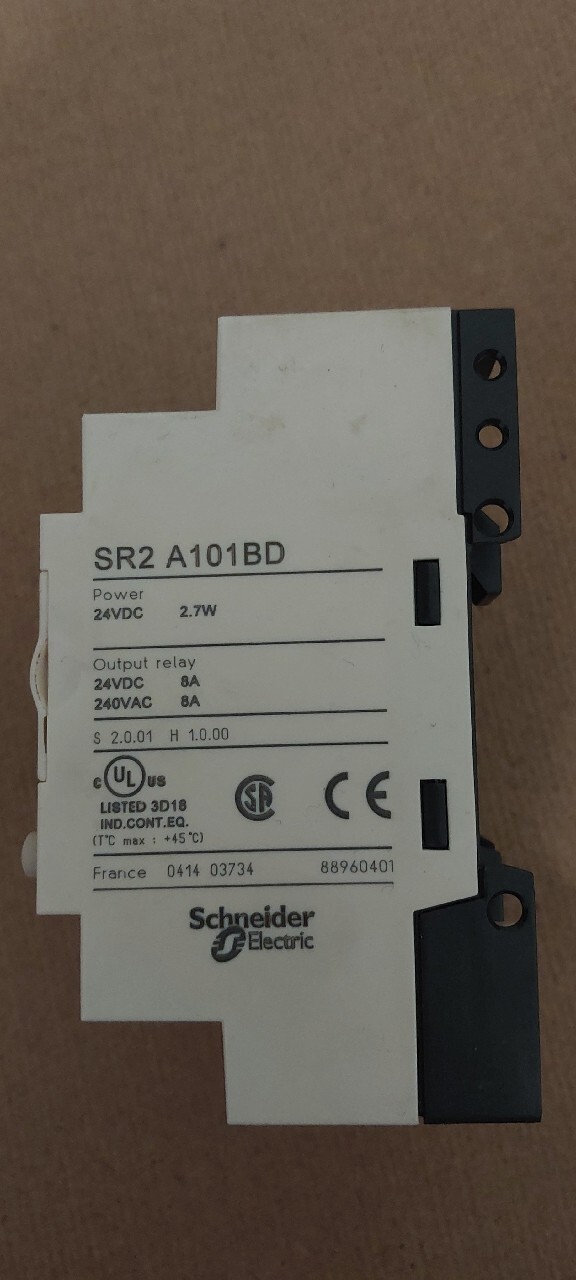 SR2 A101BD
Power
24VDC 2.7W
Output relay
24VDC 8A
240VAC 8A
S 2.0.01 H 1.0.00
c UL us
LISTED 3D18
IND.CONT.EQ.
(T°C max : +45°C)
SA
CE
France 0414 03734 88960401
Schneider
Electric